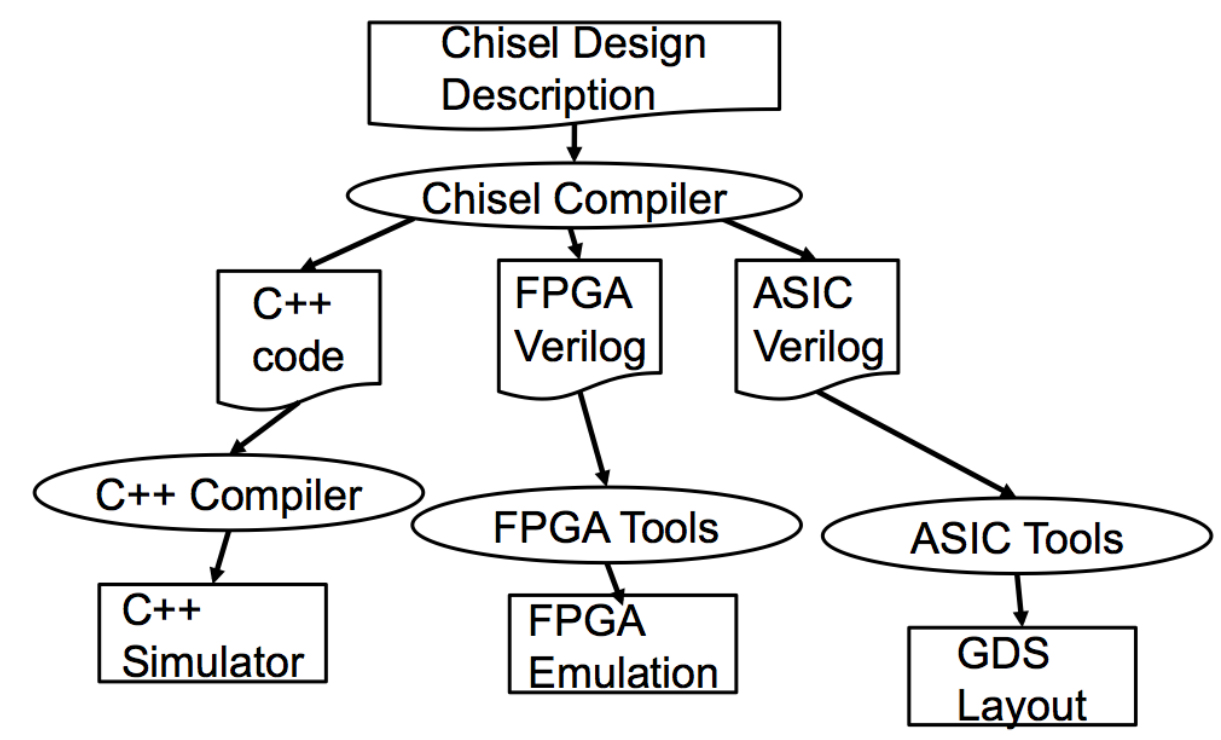 Chisel Design
Description
Chisel Compiler
C++
code
FPGA
Verilog
ASIC
Verilog
C++ Compiler
FPGA Tools
ASIC Tools
C++
Simulator
FPGA
Emulation
GDS
Layout